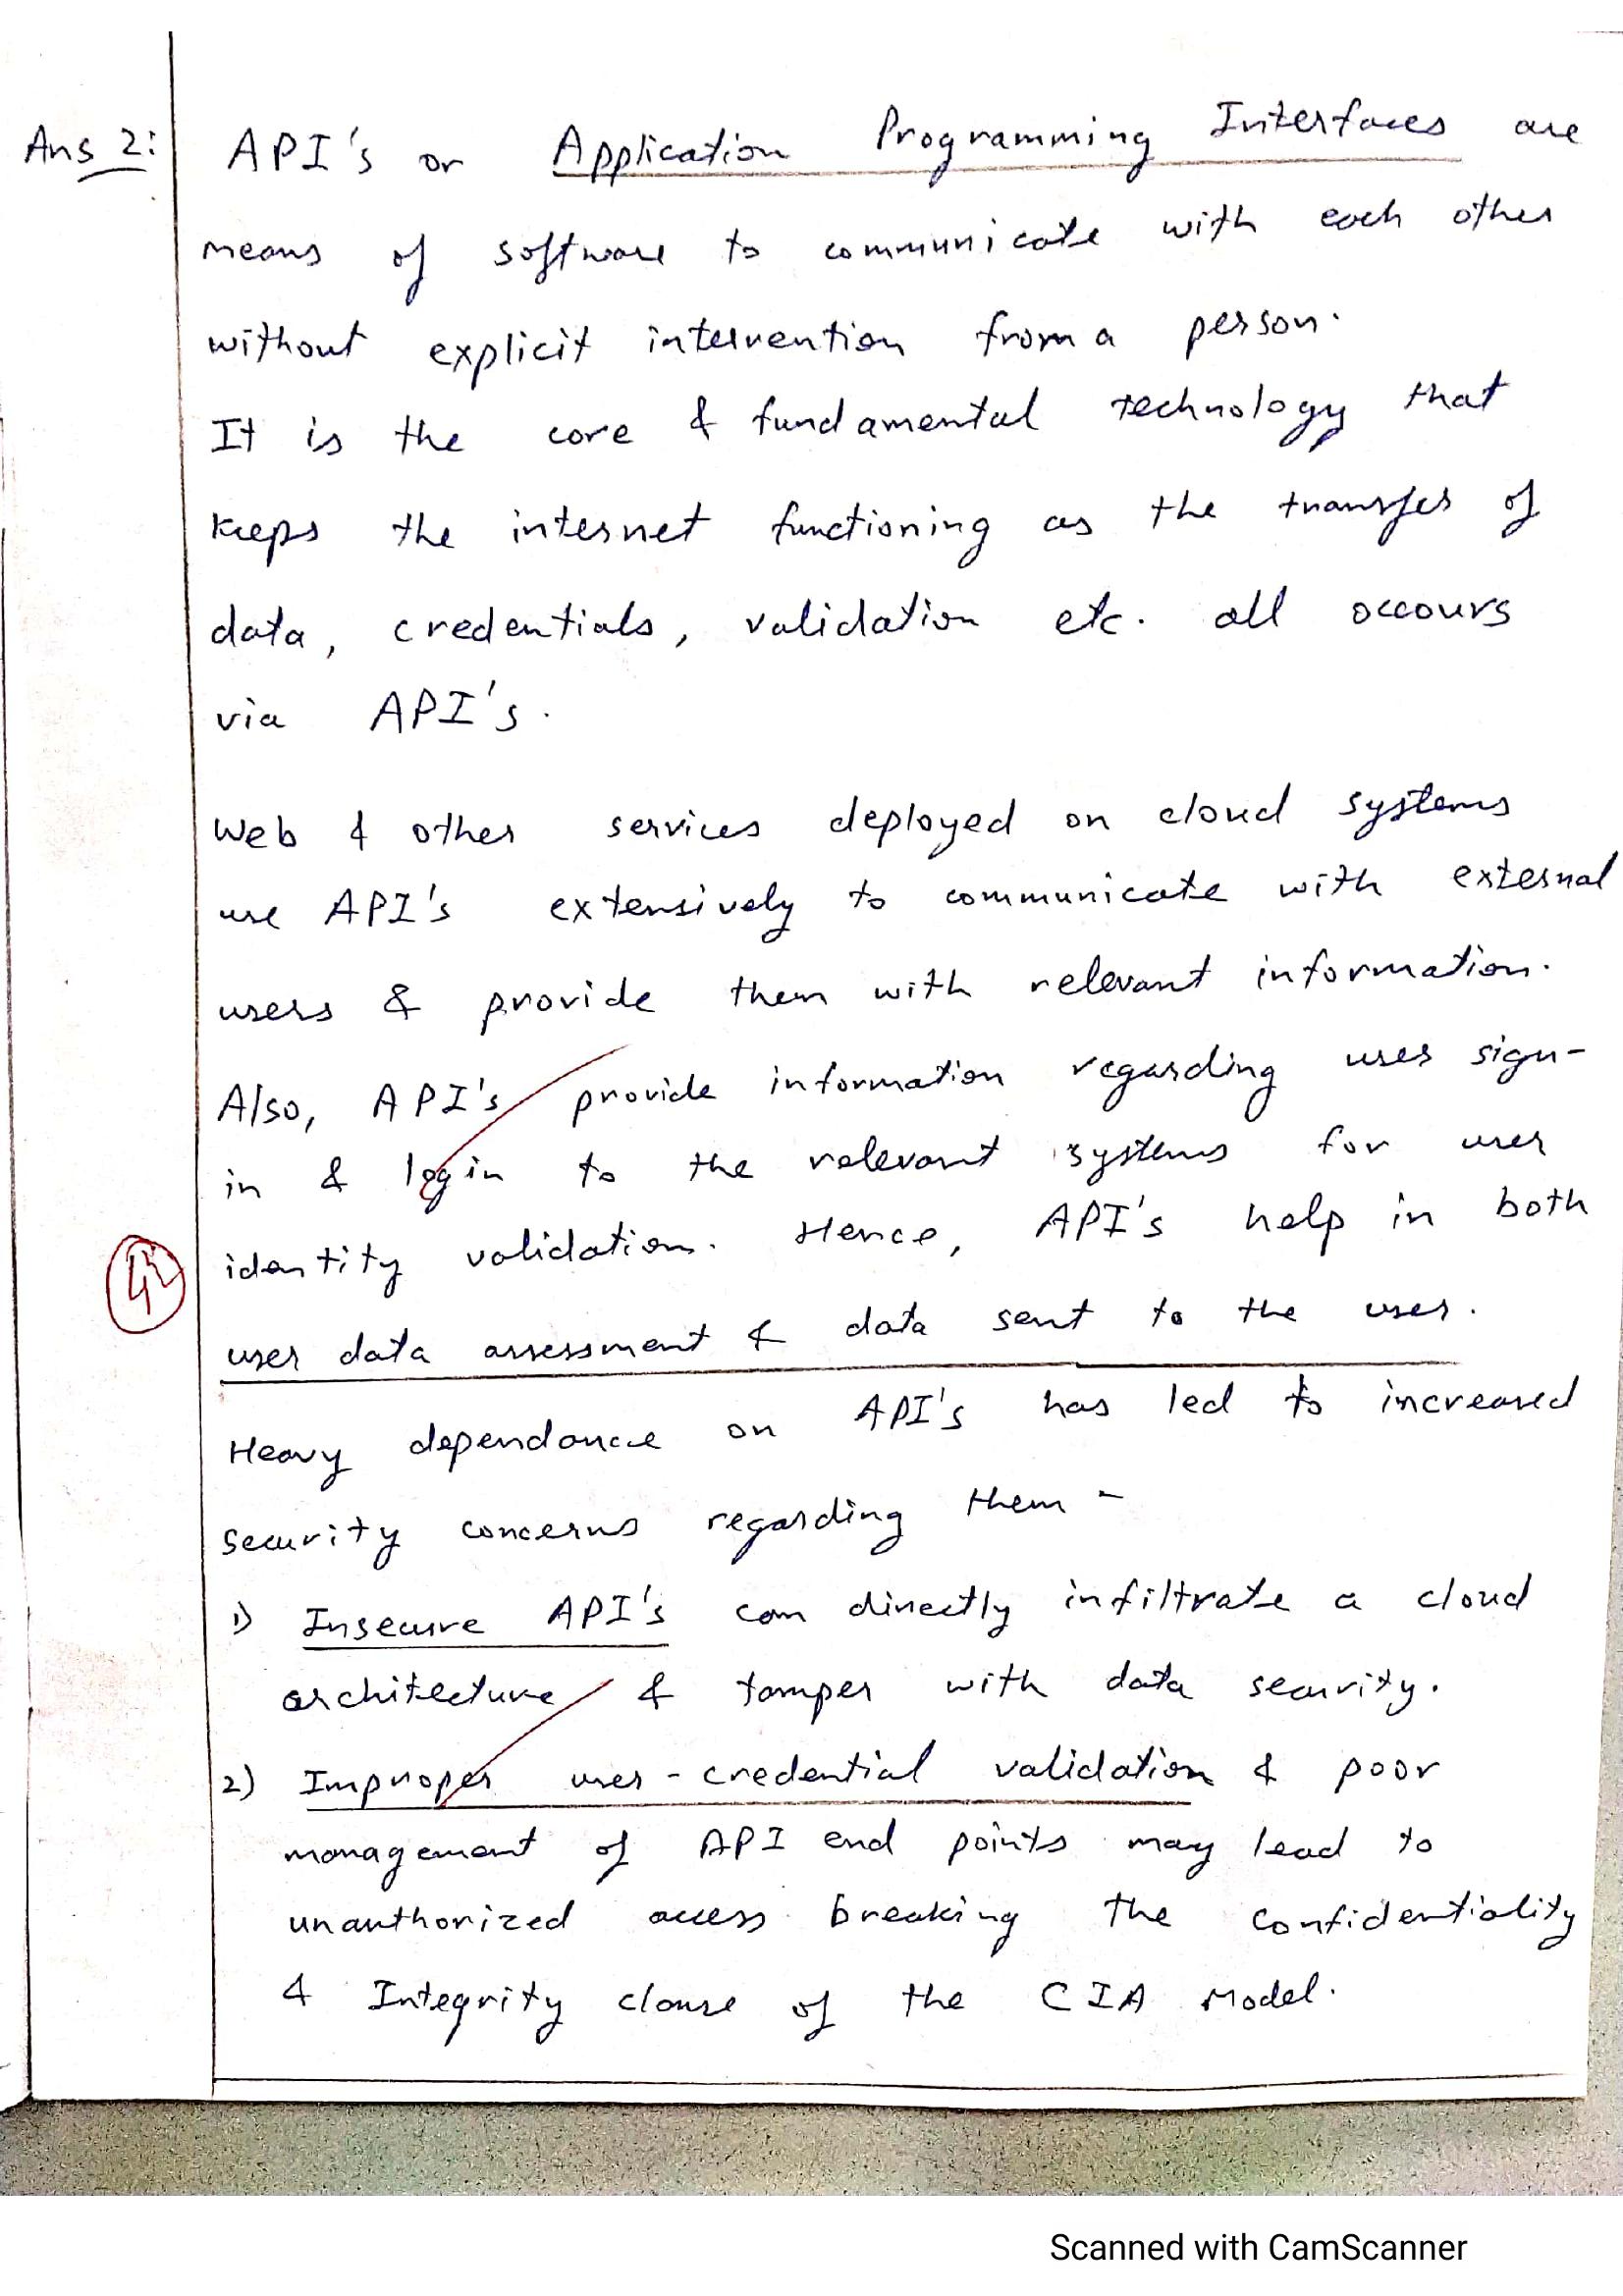 Ans 2: API's or Application Programming Interfaces are
means of software to communicate with each other
without explicit intervention from a person.
It is the core & fundamental technology that
keeps the internet functioning as the transfer of
data, credentials, validation etc. all occours
via API's.
Web & other services deployed on cloud systems
use API's extensively to communicate with external
users & provide them with relevant information.
Also, API's provide information regarding user sign-
in & login to the relevant systems for user
identity validation. Hence, API's help in both
user data assessment & data sent to the user.
Heavy dependance on API's has led to increased
security concerns regarding them -
1) Insecure API's can directly infiltrate a cloud
architecture & tamper with data security.
2) Improper user-credential validation & poor
management of API end points may lead to
unauthorized access breaking the confidentiality
& Integrity clause of the CIA Model.
Scanned with CamScanner